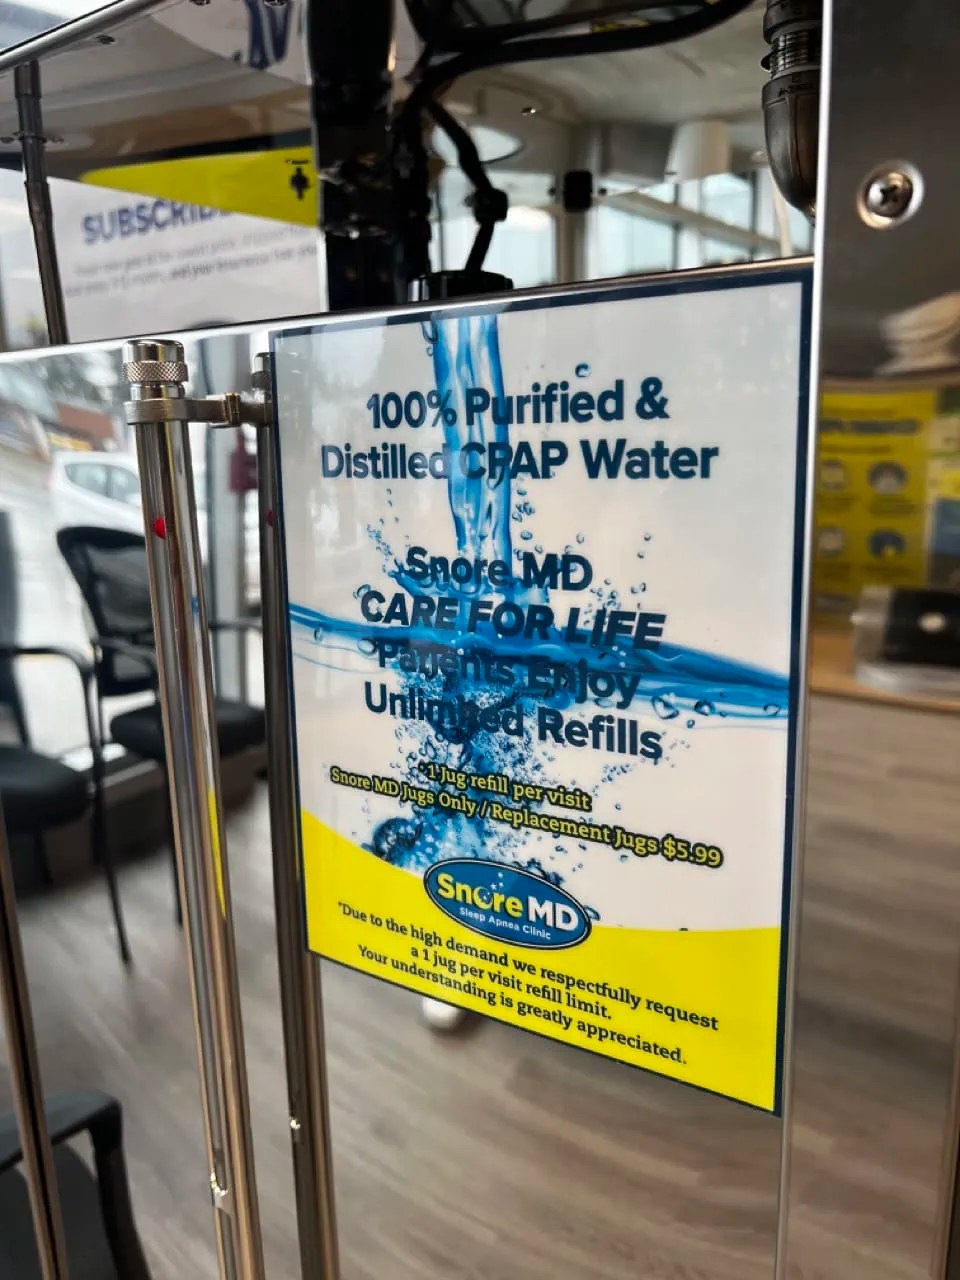 SUBSCRIBE
100% Purified &
Distilled CPAP Water
Snore MD
CARE FOR LIFE
Patients Enjoy
Unlimited Refills
*1 Jug refill per visit
Snore MD Jugs Only / Replacement Jugs $5.99
Snore MD
Sleep Apnea Clinic
*Due to the high demand we respectfully request
a 1 jug per visit refill limit.
Your understanding is greatly appreciated.